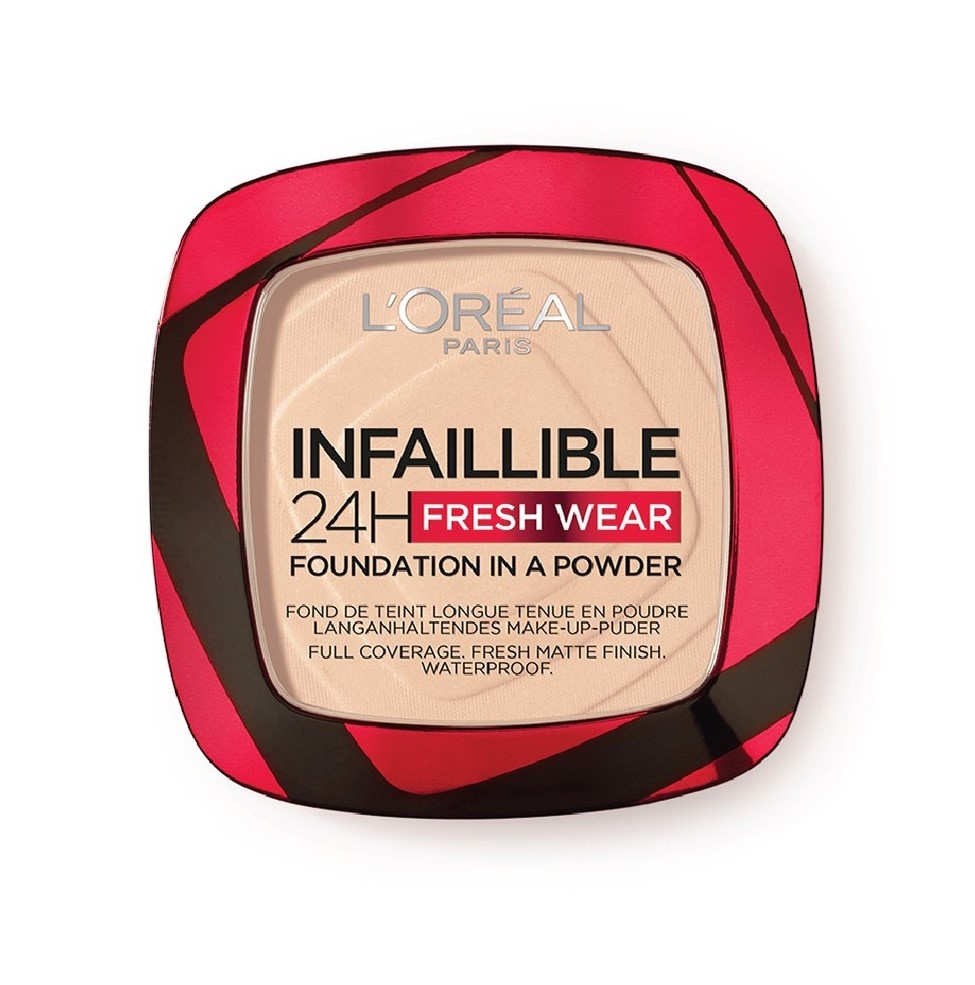 L'ORÉAL
PARIS
INFAILLIBLE
24H FRESH WEAR
FOUNDATION IN A POWDER
FOND DE TEINT LONGUE TENUE EN POUDRE
LANGANHALTENDES MAKE-UP-PUDER
FULL COVERAGE. FRESH MATTE FINISH.
WATERPROOF.